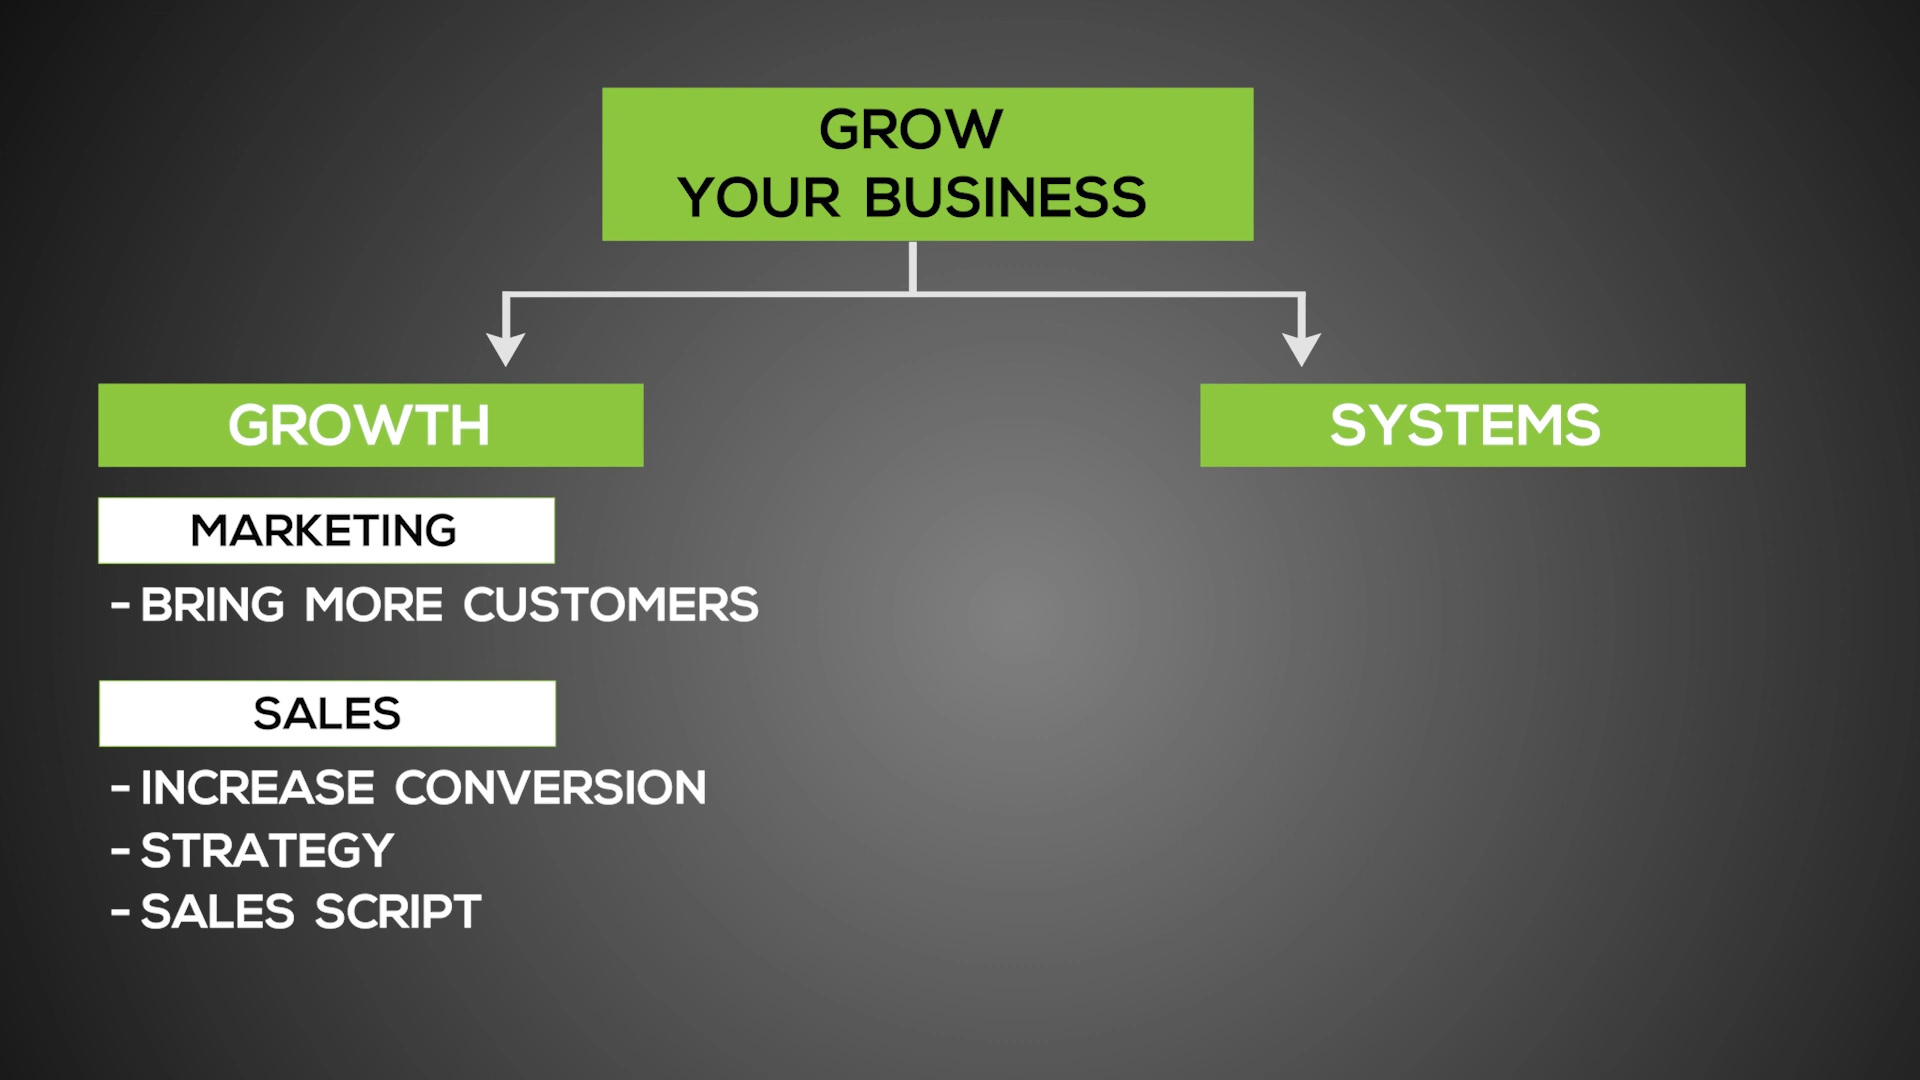 GROW
YOUR BUSINESS
GROWTH
SYSTEMS
MARKETING
- BRING MORE CUSTOMERS
SALES
- INCREASE CONVERSION
- STRATEGY
- SALES SCRIPT